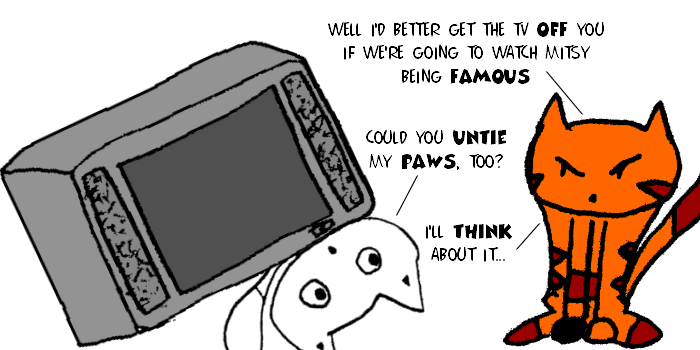 WELL I'D BETTER GET THE TV OFF YOU
IF WE'RE GOING TO WATCH MITSY
BEING FAMOUS
COULD YOU UNTIE
MY PAWS, TOO?
I'LL THINK
ABOUT IT...